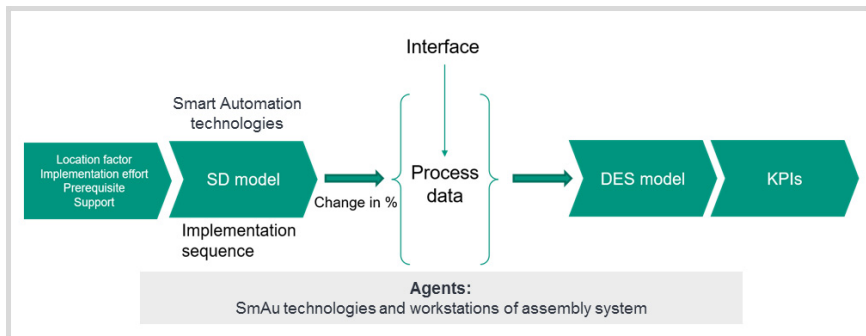 Interface
Smart Automation
technologies
Location factor
Implementation effort
Prerequisite
Support
SD model
Change in %
Process
data
DES model
KPIs
Implementation
sequence
Agents:
SmAu technologies and workstations of assembly system